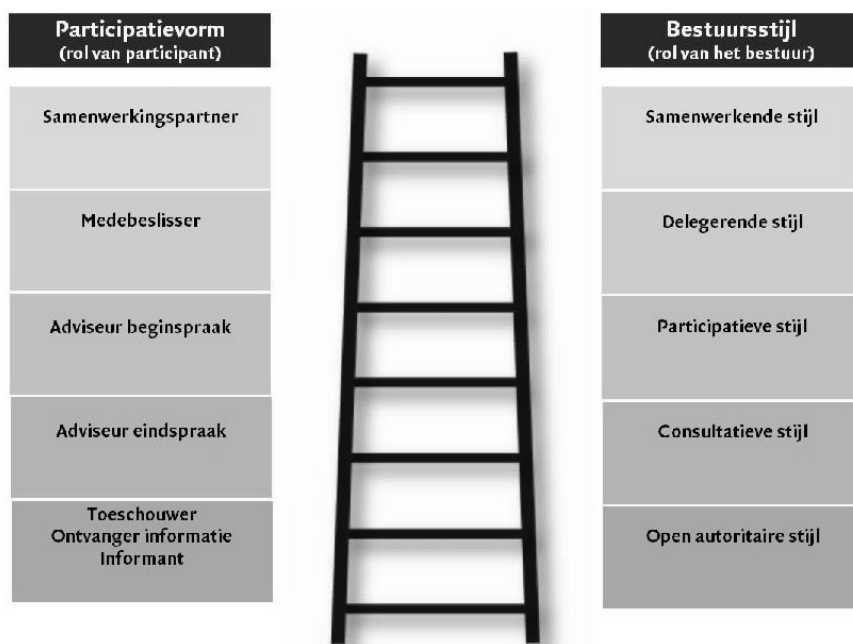 Participatievorm
(rol van participant)
Samenwerkingspartner
Medebeslisser
Adviseur beginspraak
Adviseur eindspraak
Toeschouwer
Ontvanger informatie
Informant
Bestuursstijl
(rol van het bestuur)
Samenwerkende stijl
Delegerende stijl
Participatieve stijl
Consultatieve stijl
Open autoritaire stijl